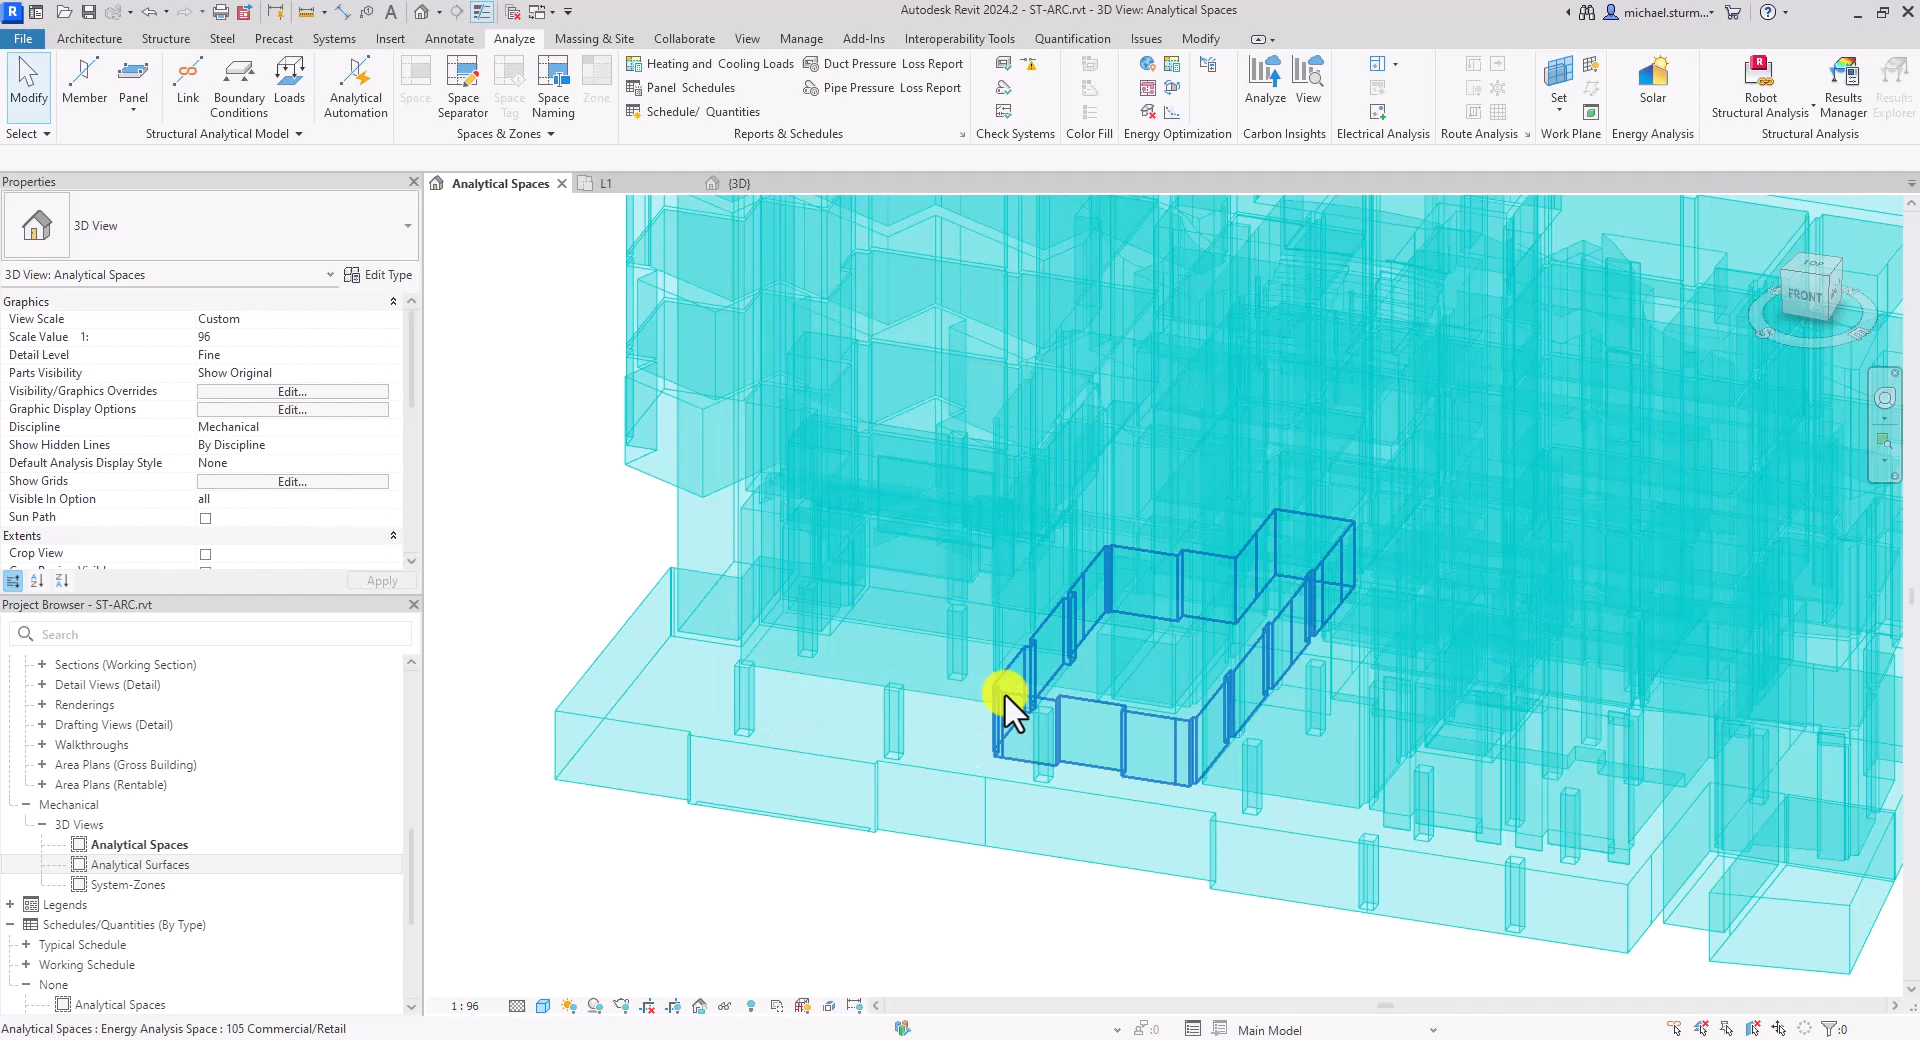 R
A
Autodesk Revit 2024.2 - ST-ARC.rvt - 3D View: Analytical Spaces
michael.sturm...
File
Architecture
Structure
Steel
Precast
Systems
Insert
Annotate
Analyze
Massing & Site
Collaborate
View
Manage
Add-Ins
Interoperability Tools
Quantification
Issues
Modify
Modify
Member
Panel
Link
Boundary
Conditions
Loads
Analytical
Automation
Space
Space
Separator
Space
Tag
Space
Naming
Zone
Heating and Cooling Loads
Panel Schedules
Schedule/ Quantities
Duct Pressure Loss Report
Pipe Pressure Loss Report
Analyze
View
Set
Solar
Robot
Structural Analysis
Results
Manager
Results
Explorer
Select
Structural Analytical Model
Spaces & Zones
Reports & Schedules
Check Systems
Color Fill
Energy Optimization
Carbon Insights
Electrical Analysis
Route Analysis
Work Plane
Energy Analysis
Structural Analysis
Properties
3D View
3D View: Analytical Spaces
Edit Type
Graphics
View Scale Custom
Scale Value 1: 96
Detail Level Fine
Parts Visibility Show Original
Visibility/Graphics Overrides Edit...
Graphic Display Options Edit...
Discipline Mechanical
Show Hidden Lines By Discipline
Default Analysis Display Style None
Show Grids Edit...
Visible In Option all
Sun Path
Extents
Crop View
Apply
Project Browser - ST-ARC.rvt
Search
Sections (Working Section)
Detail Views (Detail)
Renderings
Drafting Views (Detail)
Walkthroughs
Area Plans (Gross Building)
Area Plans (Rentable)
Mechanical
3D Views
Analytical Spaces
Analytical Surfaces
System-Zones
Legends
Schedules/Quantities (By Type)
Typical Schedule
Working Schedule
None
Analytical Spaces
Analytical Spaces
L1
{3D}
TOP
FRONT
1 : 96
Analytical Spaces : Energy Analysis Space : 105 Commercial/Retail
:0
Main Model
:0